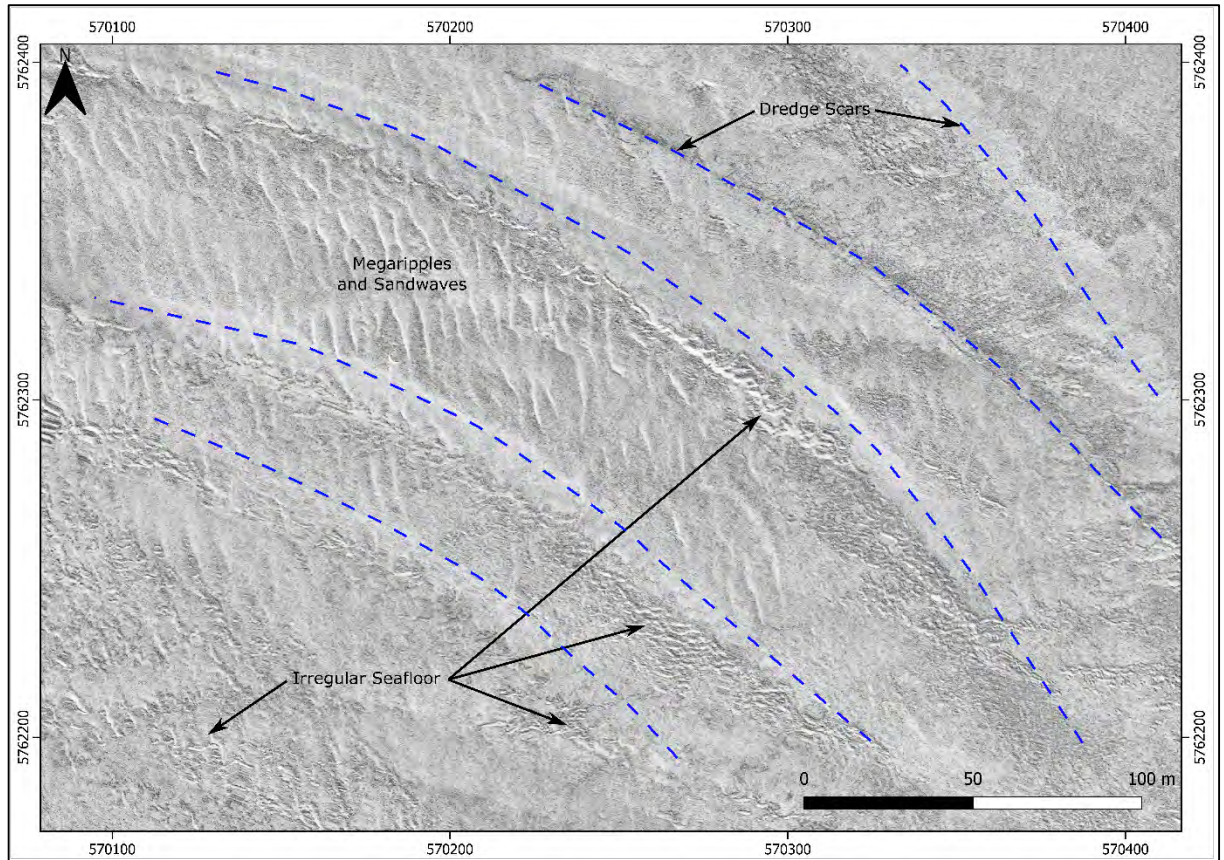 570100 570200 570300 570400
5762400 5762400
N
Dredge Scars
Megaripples
and Sandwaves
5762300 5762300
Irregular Seafloor
5762200 5762200
0 50 100 m
570100 570200 570300 570400